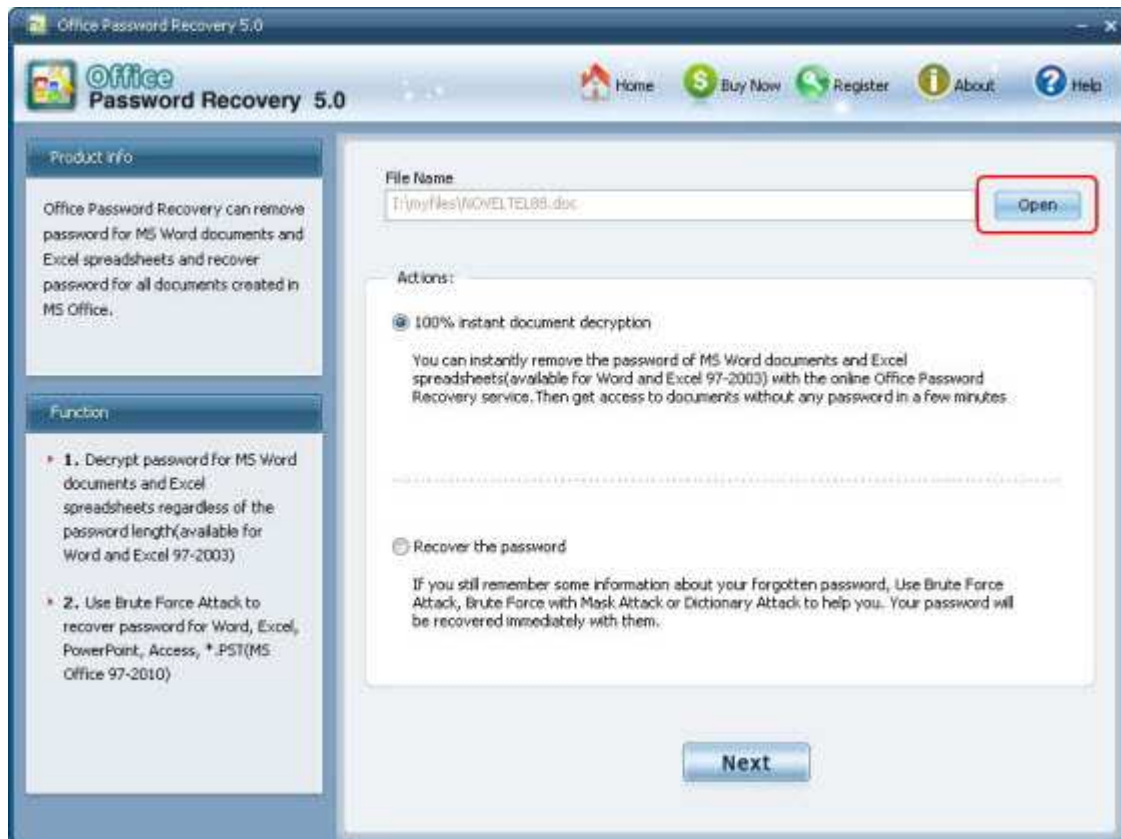 Office Password Recovery 5.0
Office
Password Recovery 5.0
Home
Buy Now
Register
About
Help
Product info
Office Password Recovery can remove
password for MS Word documents and
Excel spreadsheets and recover
password for all documents created in
MS Office.
Function
1. Decrypt password for MS Word
documents and Excel
spreadsheets regardless of the
password length(available for
Word and Excel 97-2003)
2. Use Brute Force Attack to
recover password for Word, Excel,
PowerPoint, Access, *.PST(MS
Office 97-2010)
File Name
I:\myfiles\NOVELTEL88.doc
Open
Actions:
100% instant document decryption
You can instantly remove the password of MS Word documents and Excel
spreadsheets(available for Word and Excel 97-2003) with the online Office Password
Recovery service.Then get access to documents without any password in a few minutes
Recover the password
If you still remember some information about your forgotten password, Use Brute Force
Attack, Brute Force with Mask Attack or Dictionary Attack to help you. Your password will
be recovered immediately with them.
Next